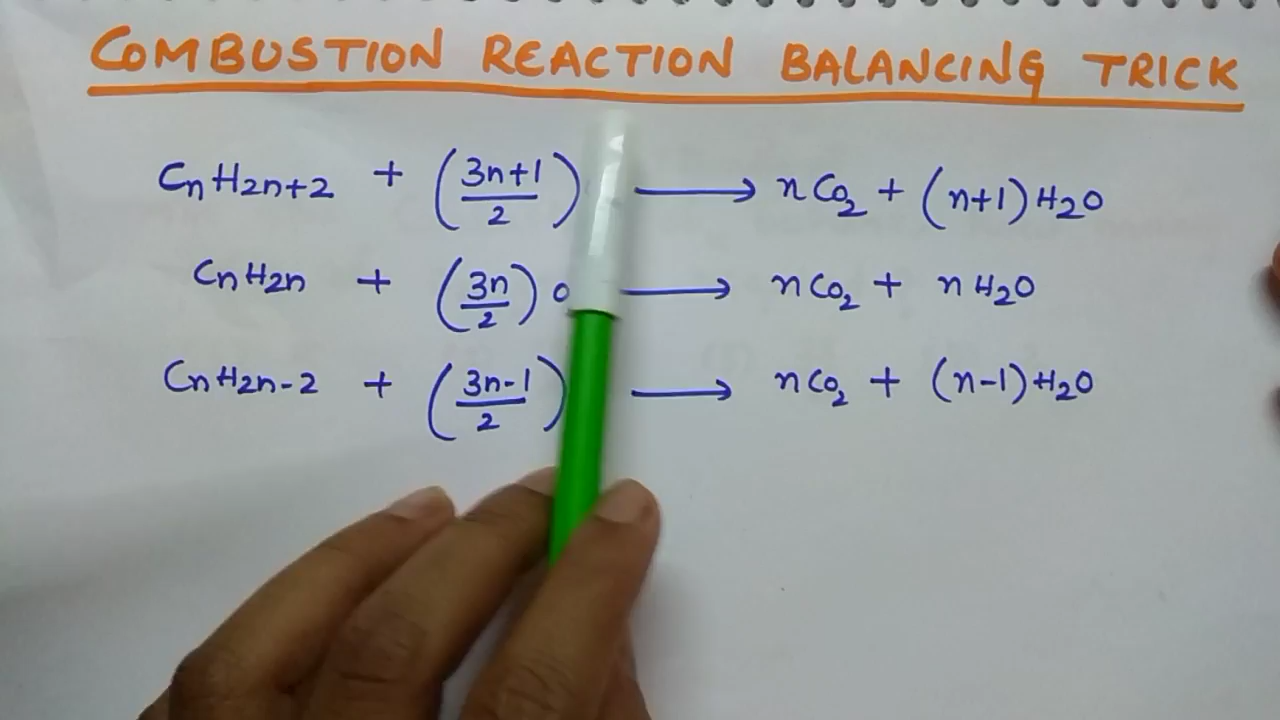 COMBUSTION REACTION BALANCING TRICK
CnH2n+2 + (3n+1/2) ⟶ nCO2 + (n+1)H2O
CnH2n + (3n/2) O ⟶ nCO2 + nH2O
CnH2n-2 + (3n-1/2) ⟶ nCO2 + (n-1)H2O